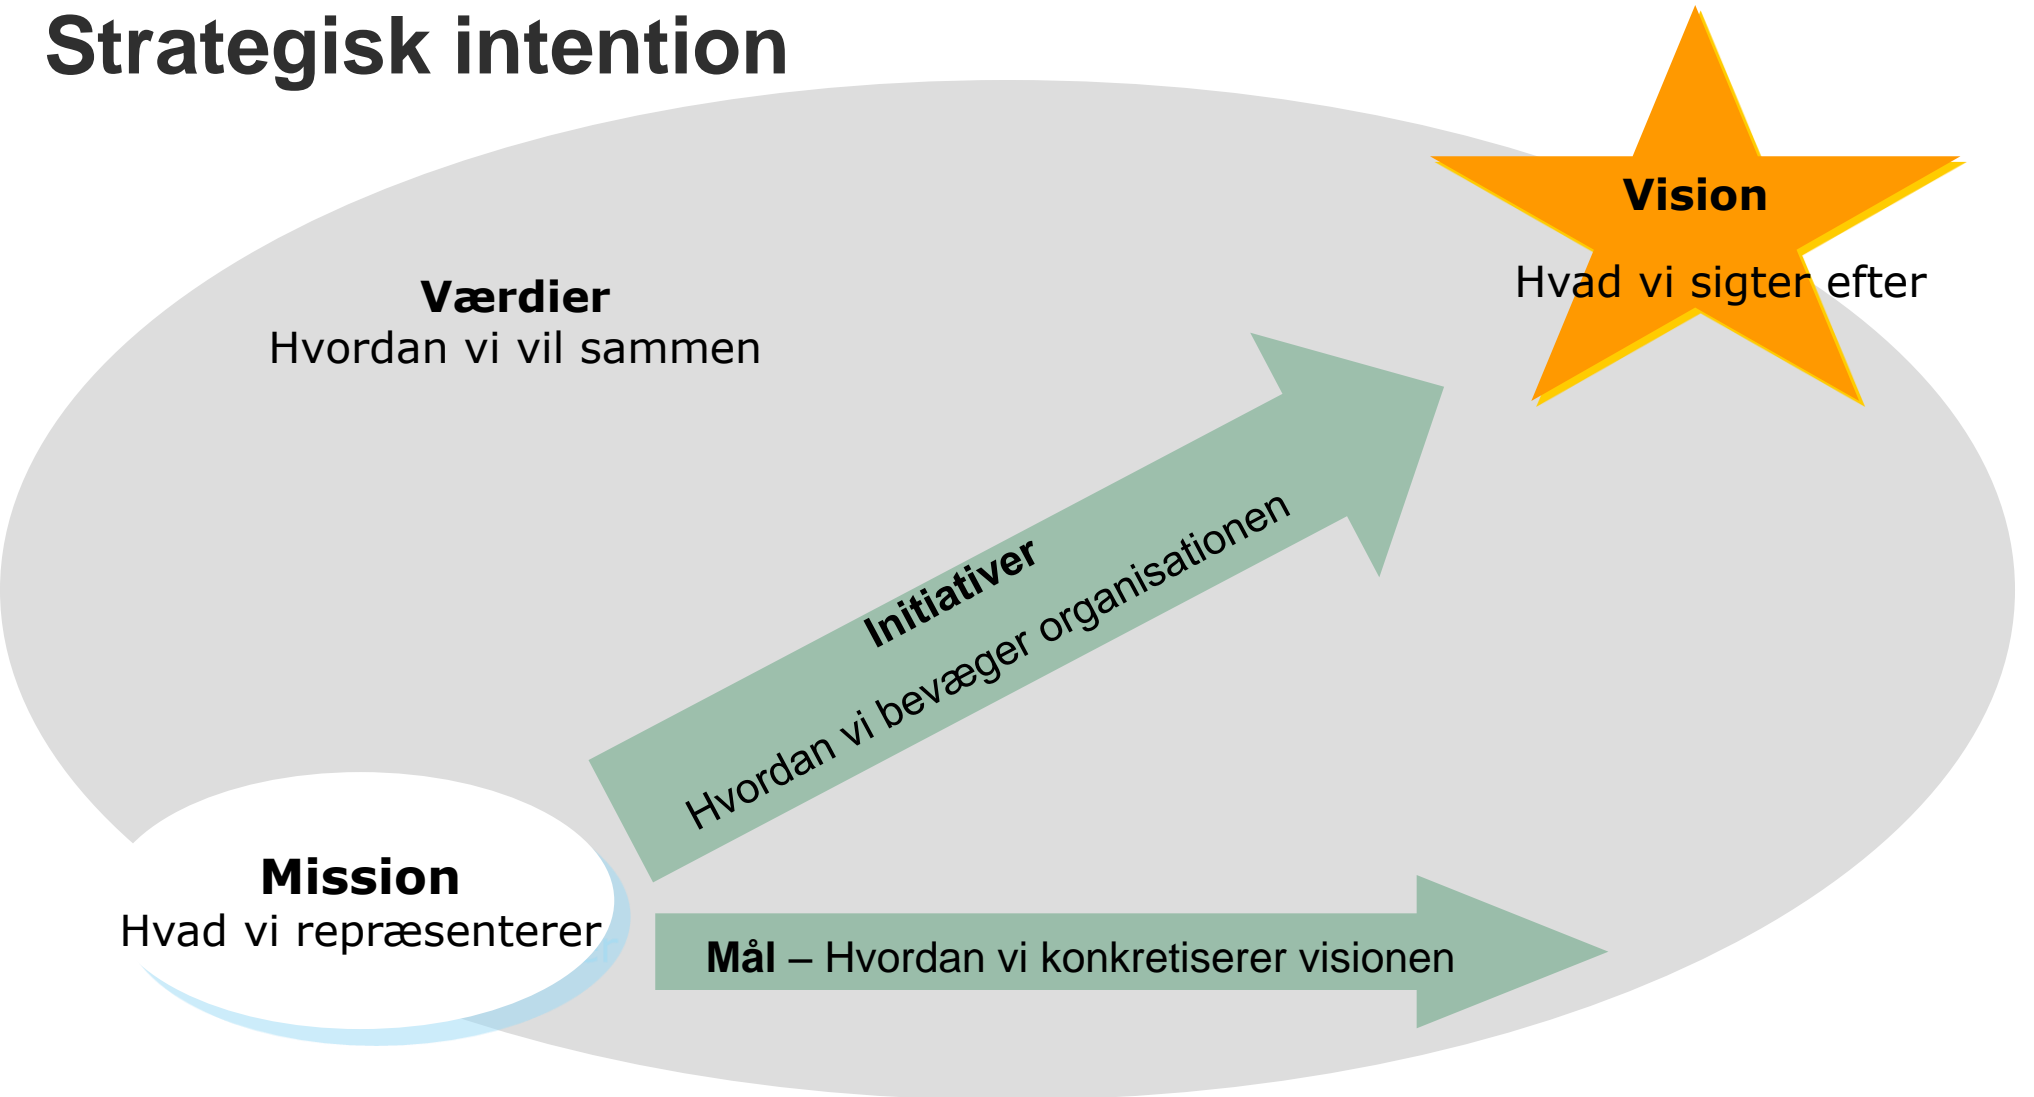 Strategisk intention
Vision
Hvad vi sigter efter
Værdier
Hvordan vi vil sammen
Initiativer
Hvordan vi bevæger organisationen
Mission
Hvad vi repræsenterer
Mål – Hvordan vi konkretiserer visionen